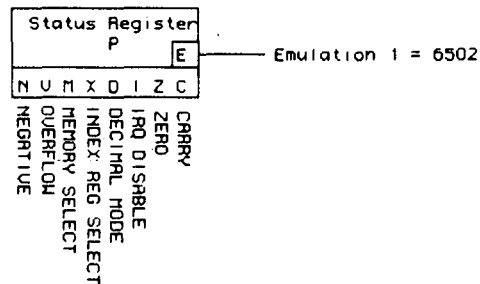 Status Register
P
E
Emulation 1 = 6502
N V M X D I Z C
NEGATIVE
OVERFLOW
MEMORY SELECT
INDEX REG SELECT
DECIMAL MODE
IRQ DISABLE
ZERO
CARRY